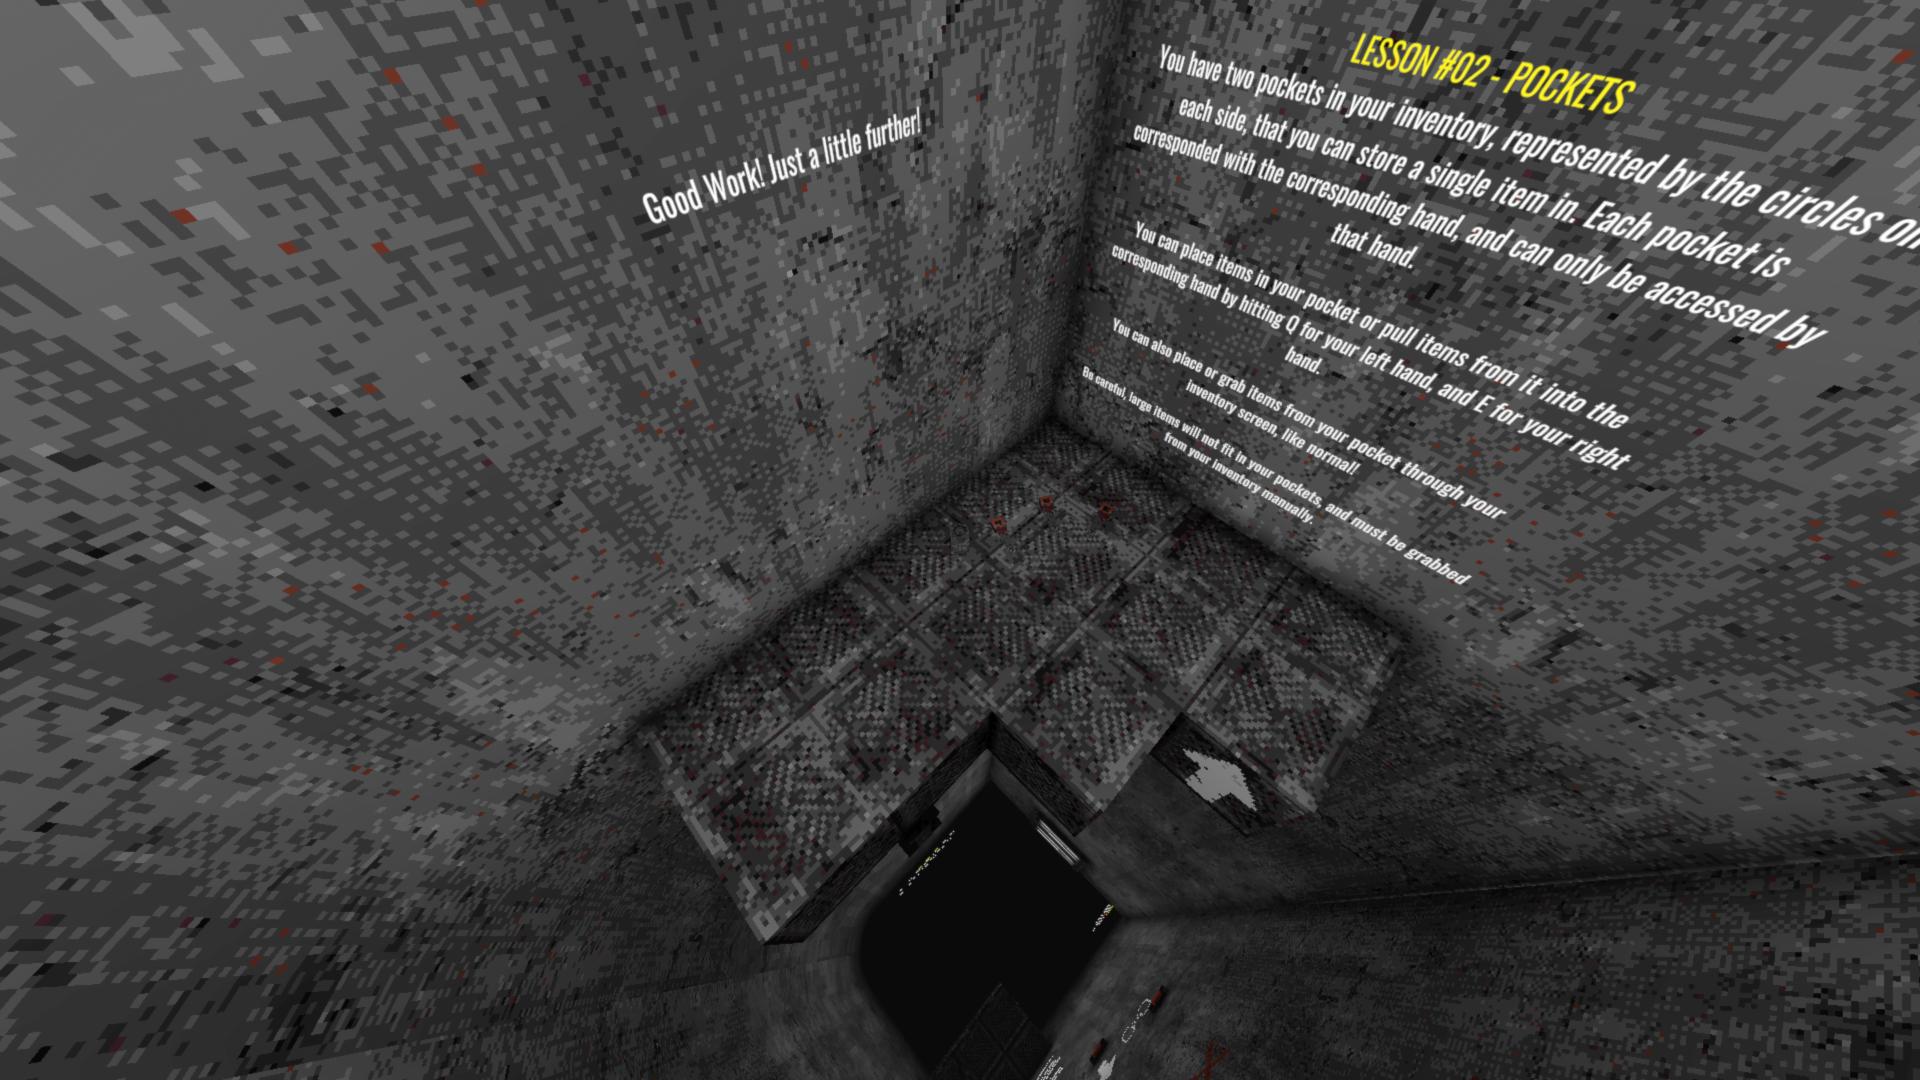 Good Work! Just a little further!
LESSON #02 - POCKETS
You have two pockets in your inventory, represented by the circles on
each side, that you can store a single item in. Each pocket is
corresponded with the corresponding hand, and can only be accessed by
that hand.
You can place items in your pocket or pull items from it into the
corresponding hand by hitting Q for your left hand, and E for your right
hand.
You can also place or grab items from your pocket through your
inventory screen, like normal!
Be careful, large items will not fit in your pockets, and must be grabbed
from your inventory manually.